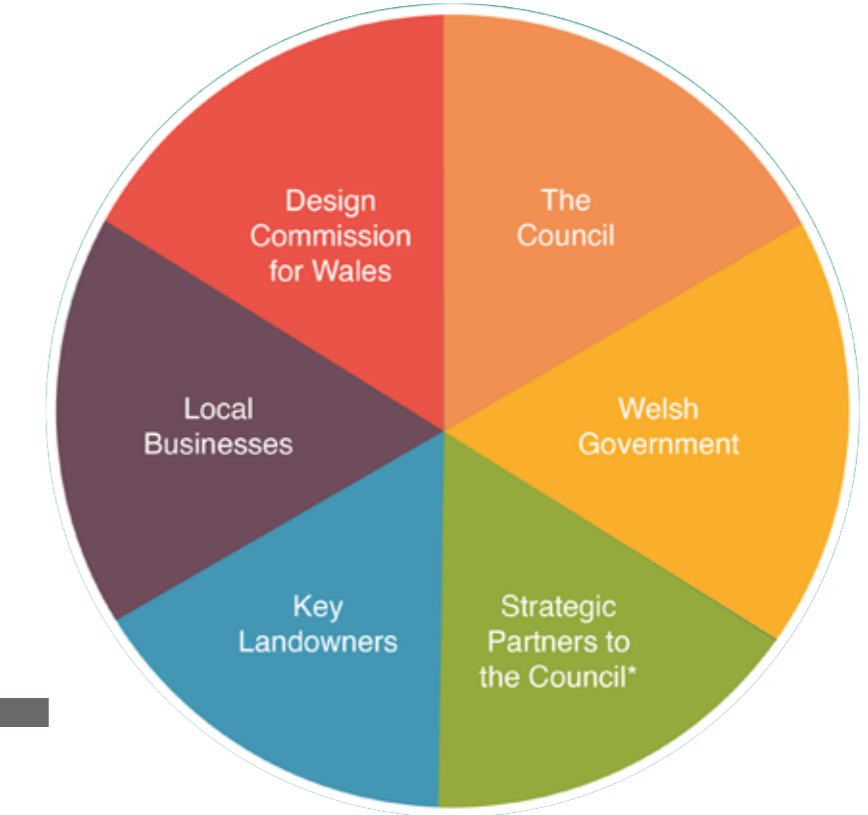 Design
Commission
for Wales
The
Council
Local
Businesses
Welsh
Government
Key
Landowners
Strategic
Partners to
the Council*